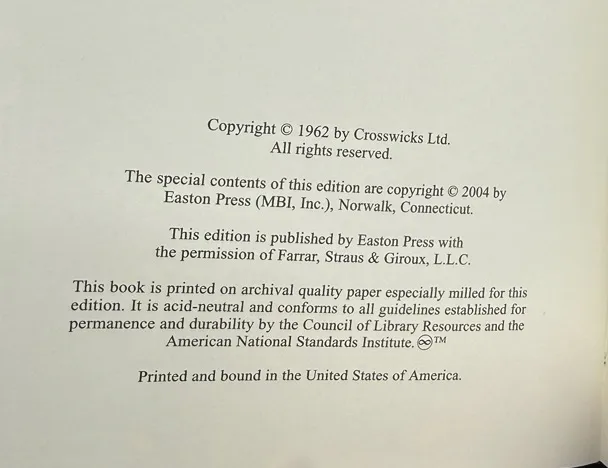 Copyright © 1962 by Crosswicks Ltd.
All rights reserved.
The special contents of this edition are copyright © 2004 by
Easton Press (MBI, Inc.), Norwalk, Connecticut.
This edition is published by Easton Press with
the permission of Farrar, Straus & Giroux, L.L.C.
This book is printed on archival quality paper especially milled for this
edition. It is acid-neutral and conforms to all guidelines established for
permanence and durability by the Council of Library Resources and the
American National Standards Institute. ♾™
Printed and bound in the United States of America.